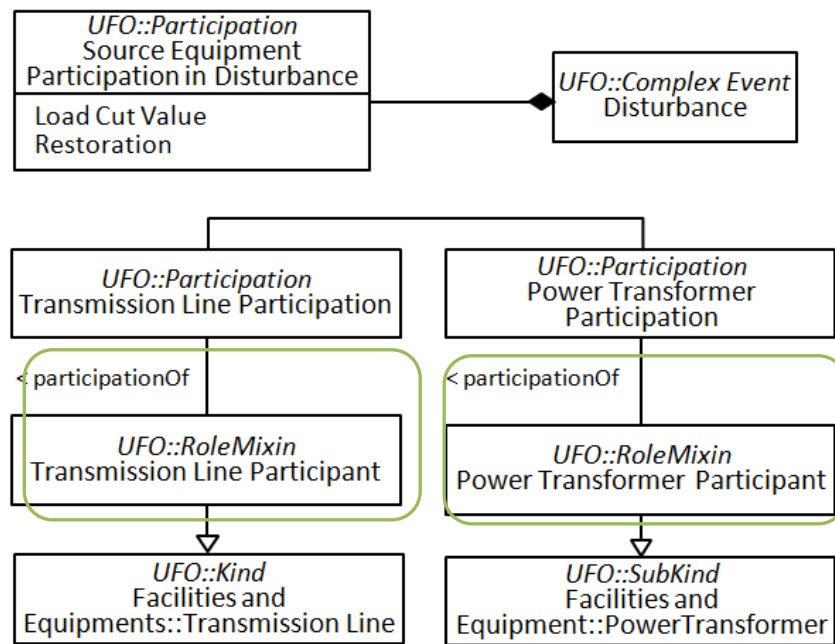 UFO::Participation
Source Equipment
Participation in Disturbance
Load Cut Value
Restoration
UFO::Complex Event
Disturbance
UFO::Participation
Transmission Line Participation
UFO::Participation
Power Transformer
Participation
< participationOf
< participationOf
UFO::RoleMixin
Transmission Line Participant
UFO::RoleMixin
Power Transformer Participant
UFO::Kind
Facilities and
Equipments::Transmission Line
UFO::SubKind
Facilities and
Equipment::PowerTransformer